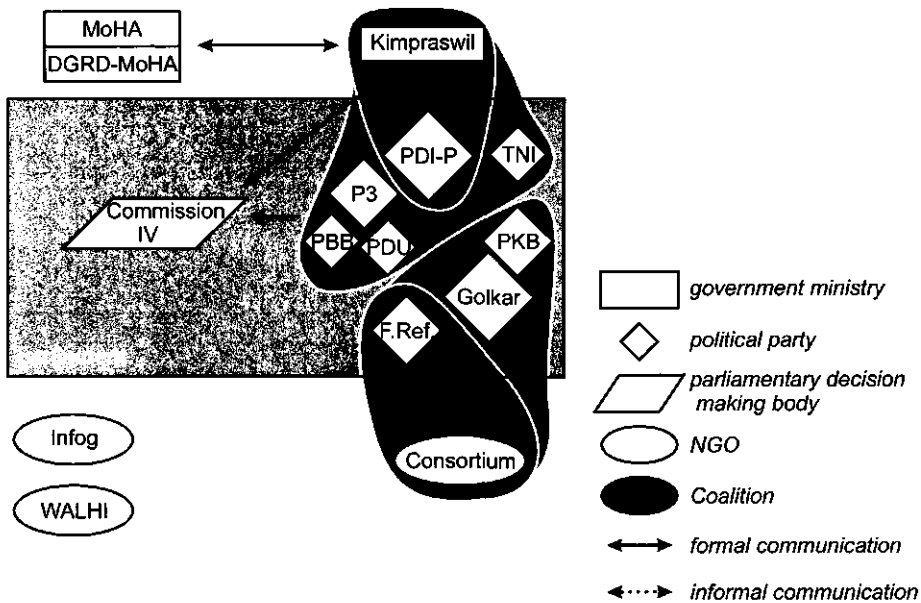 MoHA
DGRD-MoHA
Kimpraswil
PDI-P
TNI
P3
Commission
IV
PBB
PDU
PKB
Golkar
F.Ref.
Infog
Consortium
WALHI
government ministry
political party
parliamentary decision
making body
NGO
Coalition
formal communication
informal communication